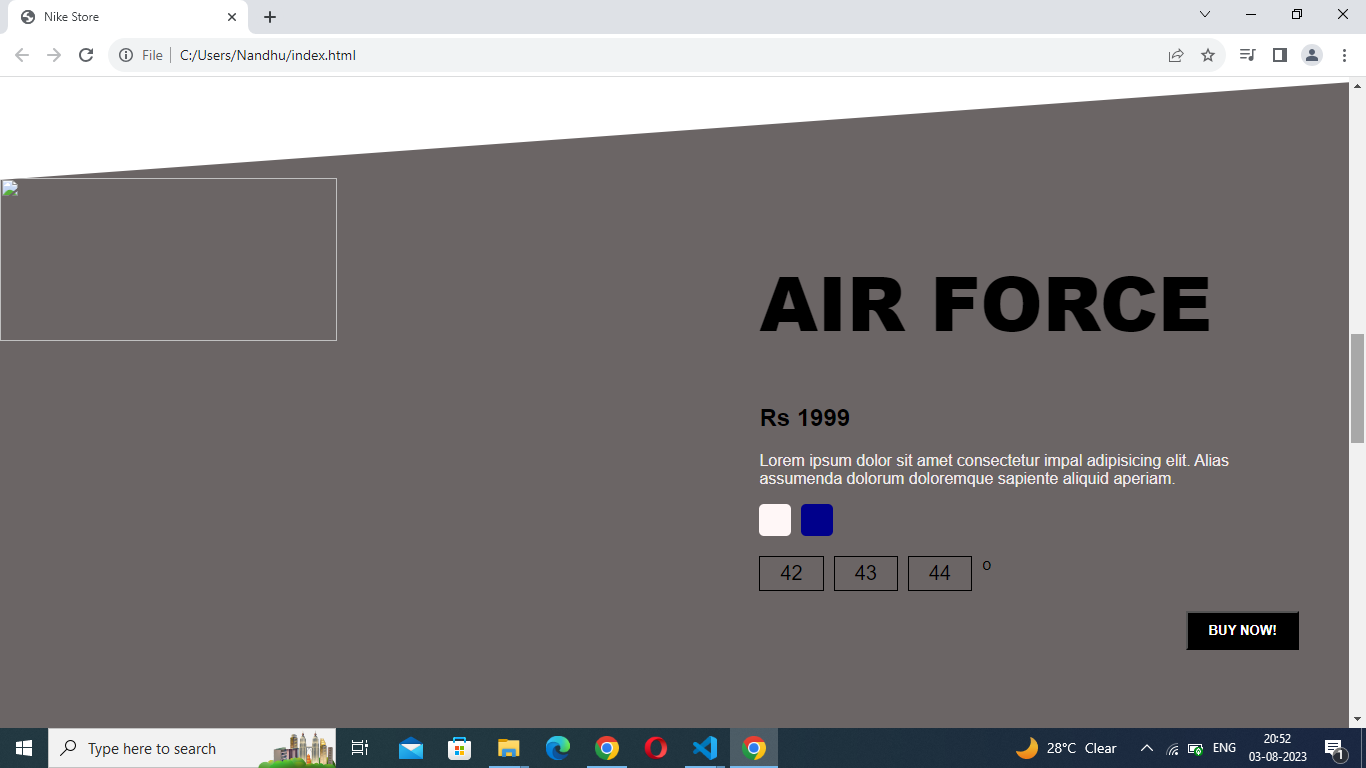 Nike Store
File
C:/Users/Nandhu/index.html
AIR FORCE
Rs 1999
Lorem ipsum dolor sit amet consectetur impal adipisicing elit. Alias
assumenda dolorum doloremque sapiente aliquid aperiam.
42 43 44 o
BUY NOW!
Type here to search
28°C Clear
ENG
20:52
03-08-2023
1